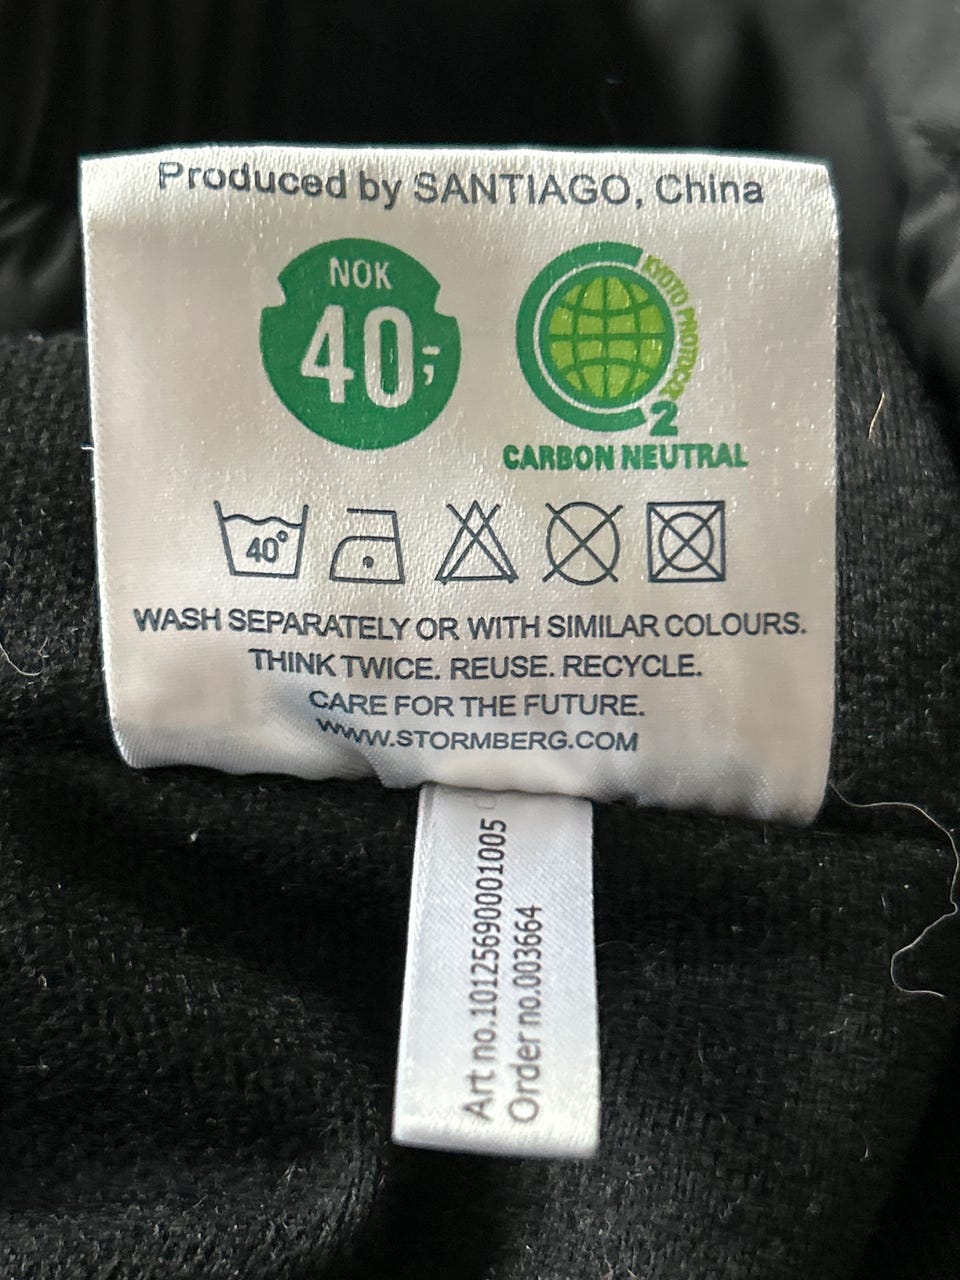 Produced by SANTIAGO, China
NOK
40,-
KYOTO PROTOCOL
2
CARBON NEUTRAL
40°
WASH SEPARATELY OR WITH SIMILAR COLOURS.
THINK TWICE. REUSE. RECYCLE.
CARE FOR THE FUTURE.
WWW.STORMBERG.COM
Art no.10125690001005
Order no.003664